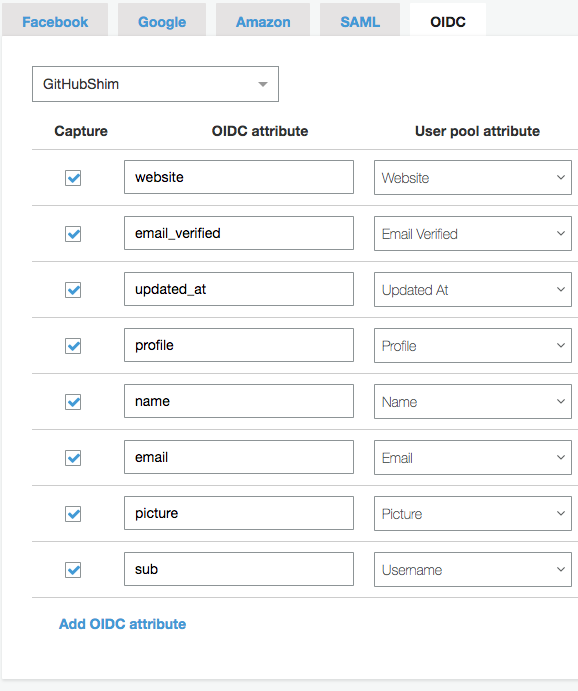 Facebook Google Amazon SAML OIDC
GitHubShim
Capture OIDC attribute User pool attribute
website Website
email_verified Email Verified
updated_at Updated At
profile Profile
name Name
email Email
picture Picture
sub Username
Add OIDC attribute